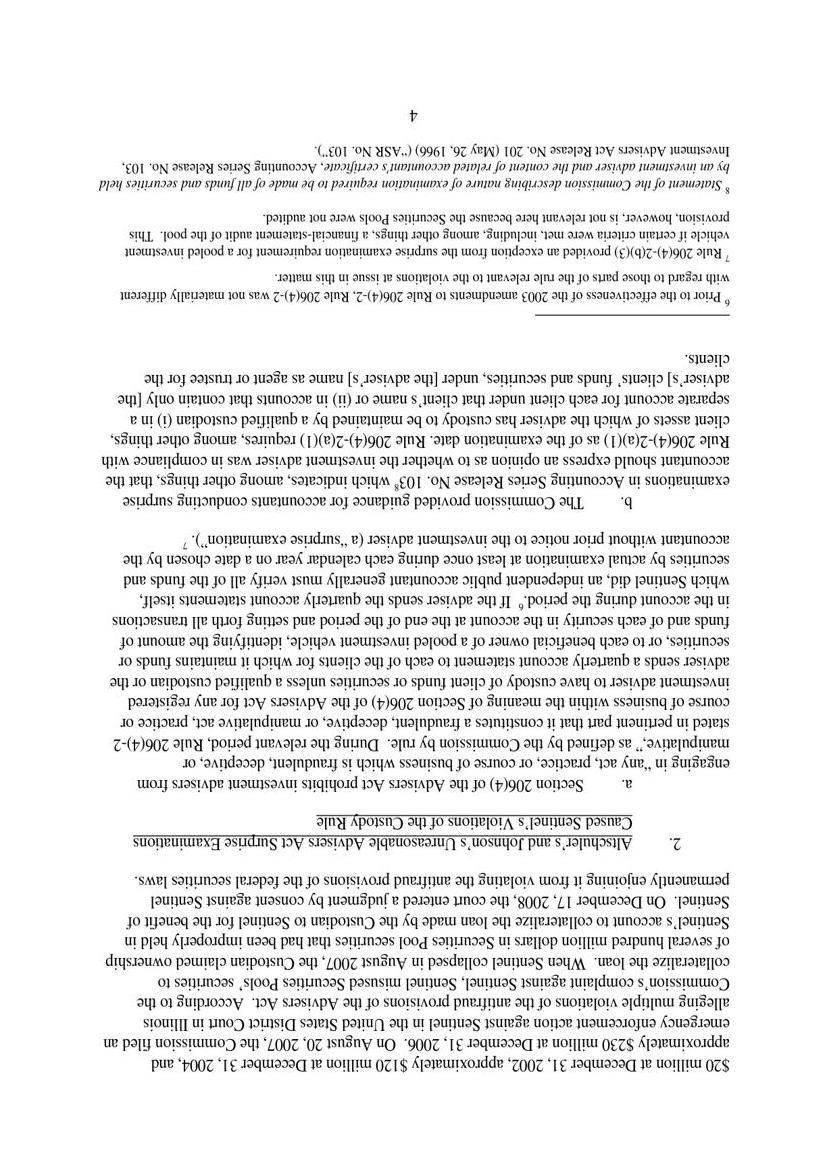 $20 million at December 31, 2002, approximately $120 million at December 31, 2004, and
approximately $230 million at December 31, 2006.  On August 20, 2007, the Commission filed an
emergency enforcement action against Sentinel in the United States District Court in Illinois
alleging multiple violations of the antifraud provisions of the Advisers Act.  According to the
Commission's complaint against Sentinel, Sentinel misused Securities Pools' securities to
collateralize the loan.  When Sentinel collapsed in August 2007, the Custodian claimed ownership
of several hundred million dollars in Securities Pool securities that had been improperly held in
Sentinel's account to collateralize the loan made by the Custodian to Sentinel for the benefit of
Sentinel.  On December 17, 2008, the court entered a judgment by consent against Sentinel
permanently enjoining it from violating the antifraud provisions of the federal securities laws.
2. Altschuler's and Johnson's Unreasonable Advisers Act Surprise Examinations
Caused Sentinel's Violations of the Custody Rule
a. Section 206(4) of the Advisers Act prohibits investment advisers from
engaging in "any act, practice, or course of business which is fraudulent, deceptive, or
manipulative," as defined by the Commission by rule.  During the relevant period, Rule 206(4)-2
stated in pertinent part that it constitutes a fraudulent, deceptive, or manipulative act, practice or
course of business within the meaning of Section 206(4) of the Advisers Act for any registered
investment adviser to have custody of client funds or securities unless a qualified custodian or the
adviser sends a quarterly account statement to each of the clients for which it maintains funds or
securities, or to each beneficial owner of a pooled investment vehicle, identifying the amount of
funds and of each security in the account at the end of the period and setting forth all transactions
in the account during the period.6  If the adviser sends the quarterly account statements itself,
which Sentinel did, an independent public accountant generally must verify all of the funds and
securities by actual examination at least once during each calendar year on a date chosen by the
accountant without prior notice to the investment adviser (a "surprise examination"). 7
b. The Commission provided guidance for accountants conducting surprise
examinations in Accounting Series Release No. 1038 which indicates, among other things, that the
accountant should express an opinion as to whether the investment adviser was in compliance with
Rule 206(4)-2(a)(1) as of the examination date. Rule 206(4)-2(a)(1) requires, among other things,
client assets of which the adviser has custody to be maintained by a qualified custodian (i) in a
separate account for each client under that client's name or (ii) in accounts that contain only [the
adviser's] clients' funds and securities, under [the adviser's] name as agent or trustee for the
clients.
6 Prior to the effectiveness of the 2003 amendments to Rule 206(4)-2, Rule 206(4)-2 was not materially different
with regard to those parts of the rule relevant to the violations at issue in this matter.
7 Rule 206(4)-2(b)(3) provided an exception from the surprise examination requirement for a pooled investment
vehicle if certain criteria were met, including, among other things, a financial-statement audit of the pool.  This
provision, however, is not relevant here because the Securities Pools were not audited.
8 Statement of the Commission describing nature of examination required to be made of all funds and securities held
by an investment adviser and the content of related accountant's certificate, Accounting Series Release No. 103,
Investment Advisers Act Release No. 201 (May 26, 1966) ("ASR No. 103").
4